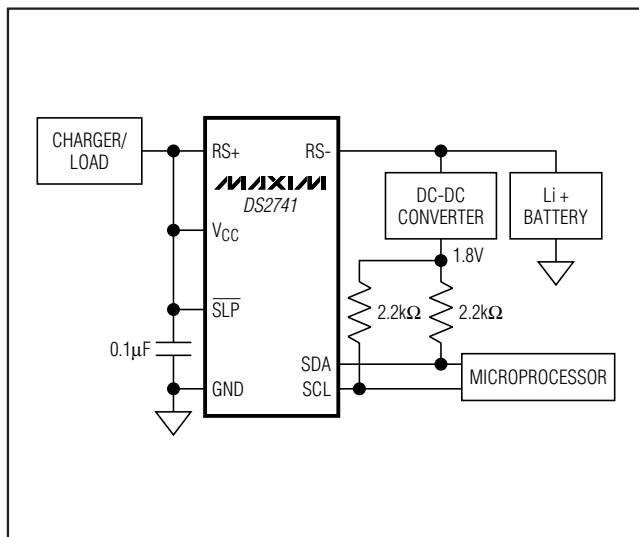 CHARGER/
LOAD
RS+
RS-
MAXIM
DS2741
VCC
SLP
GND
0.1μF
DC-DC
CONVERTER
Li +
BATTERY
1.8V
2.2kΩ
2.2kΩ
SDA
SCL
MICROPROCESSOR